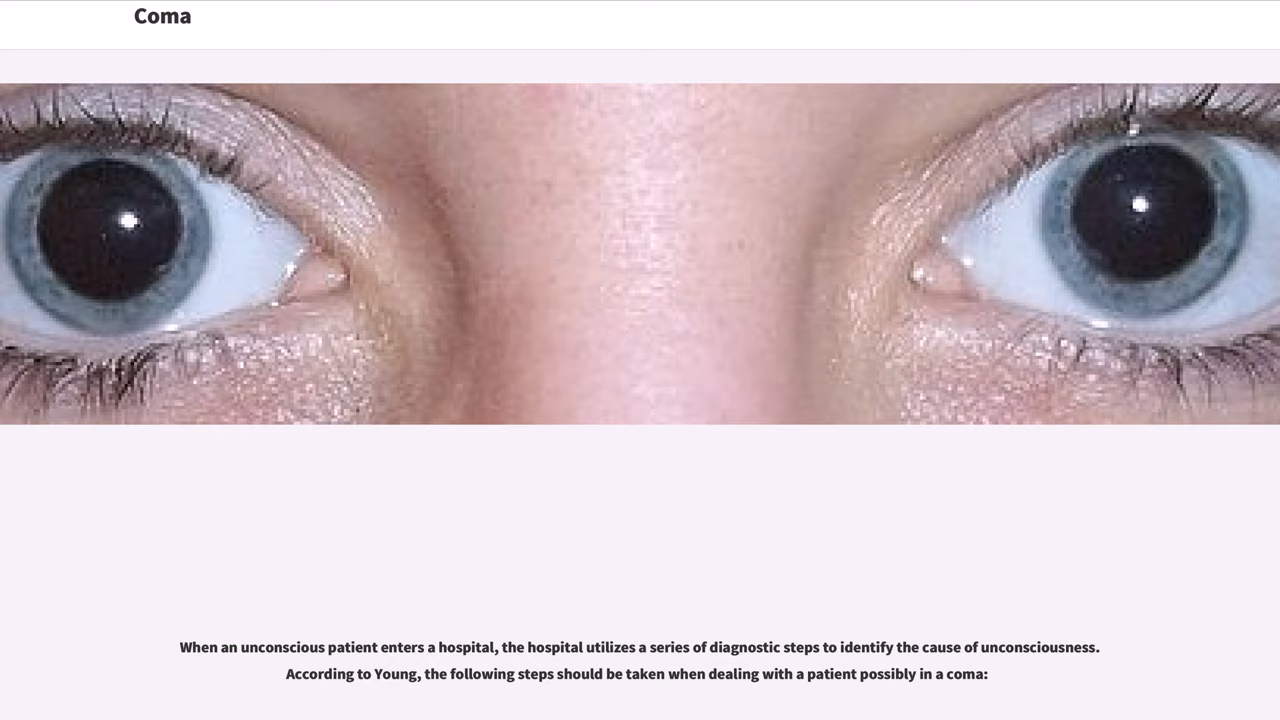 Coma
When an unconscious patient enters a hospital, the hospital utilizes a series of diagnostic steps to identify the cause of unconsciousness.
According to Young, the following steps should be taken when dealing with a patient possibly in a coma: